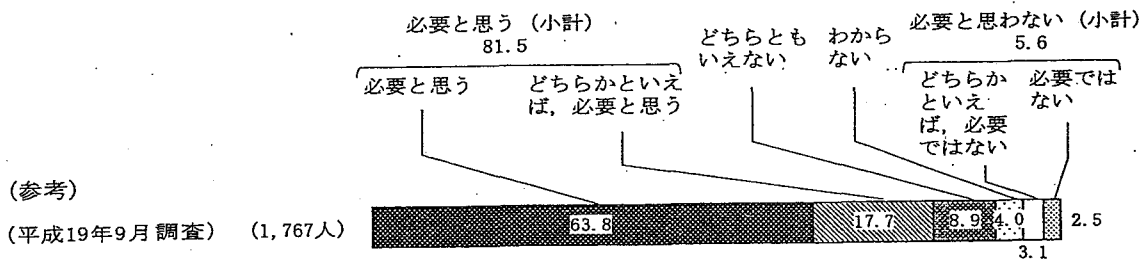 必要と思う（小計）
81.5
どちらとも
いえない
わから
ない
必要と思わない（小計）
5.6
必要と思う
どちらかといえ
ば，必要と思う
どちらか
といえ
ば，必要
ではない
必要では
ない
(参考)
(平成19年9月調査)　(1,767人)
63.8
17.7
8.9
4.0
3.1
2.5